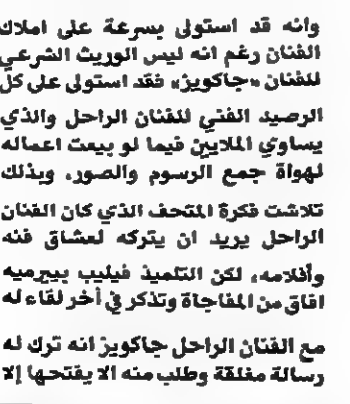 وانه قد استولى بسرعة على املاك
الفنان رغم انه ليس الوريث الشرعي
للفنان «جاكويز» فقد استولى على كل
الرصيد الفني للفنان الراحل والذي
يساوي الملايين فيما لو بيعت اعماله
لهواة جمع الرسوم والصور، وبذلك
تلاشت فكرة المتحف الذي كان الفنان
الراحل يريد ان يتركه لعشاق فنه
وأفلامه، لكن التلميذ فيليب بييرميه
افاق من المفاجاة وتذكر في أخر لقاء له
مع الفنان الراحل جاكويز انه ترك له
رسالة مغلقة وطلب منه الا يفتحها إلا